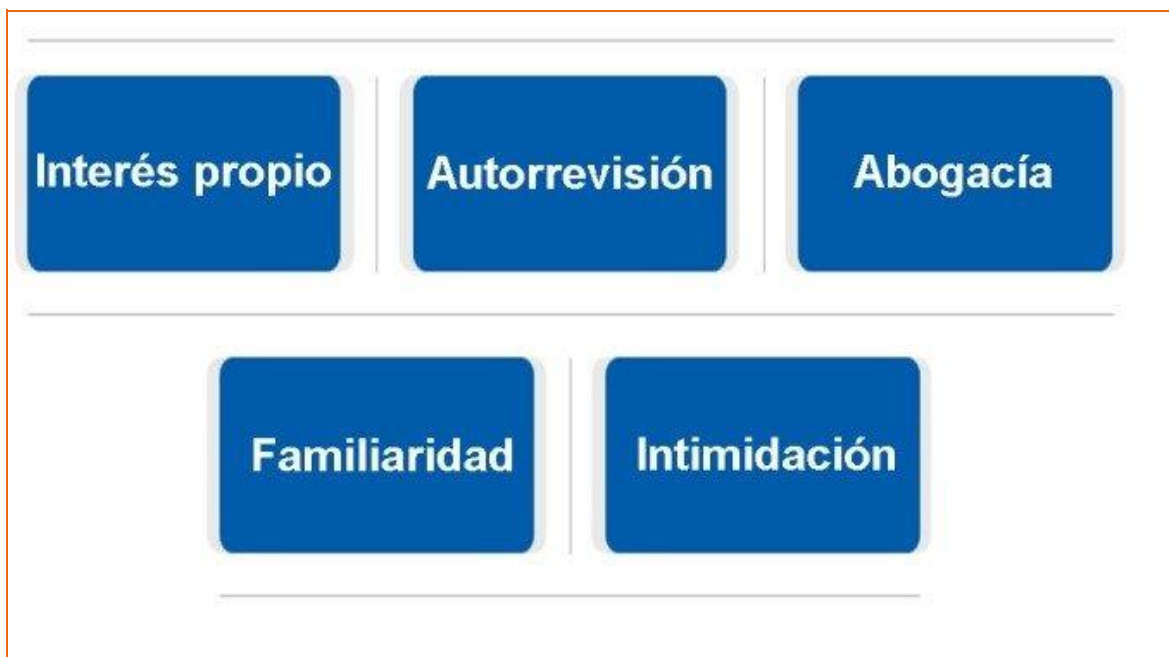 Interés propio
Autorrevisión
Abogacía
Familiaridad
Intimidación